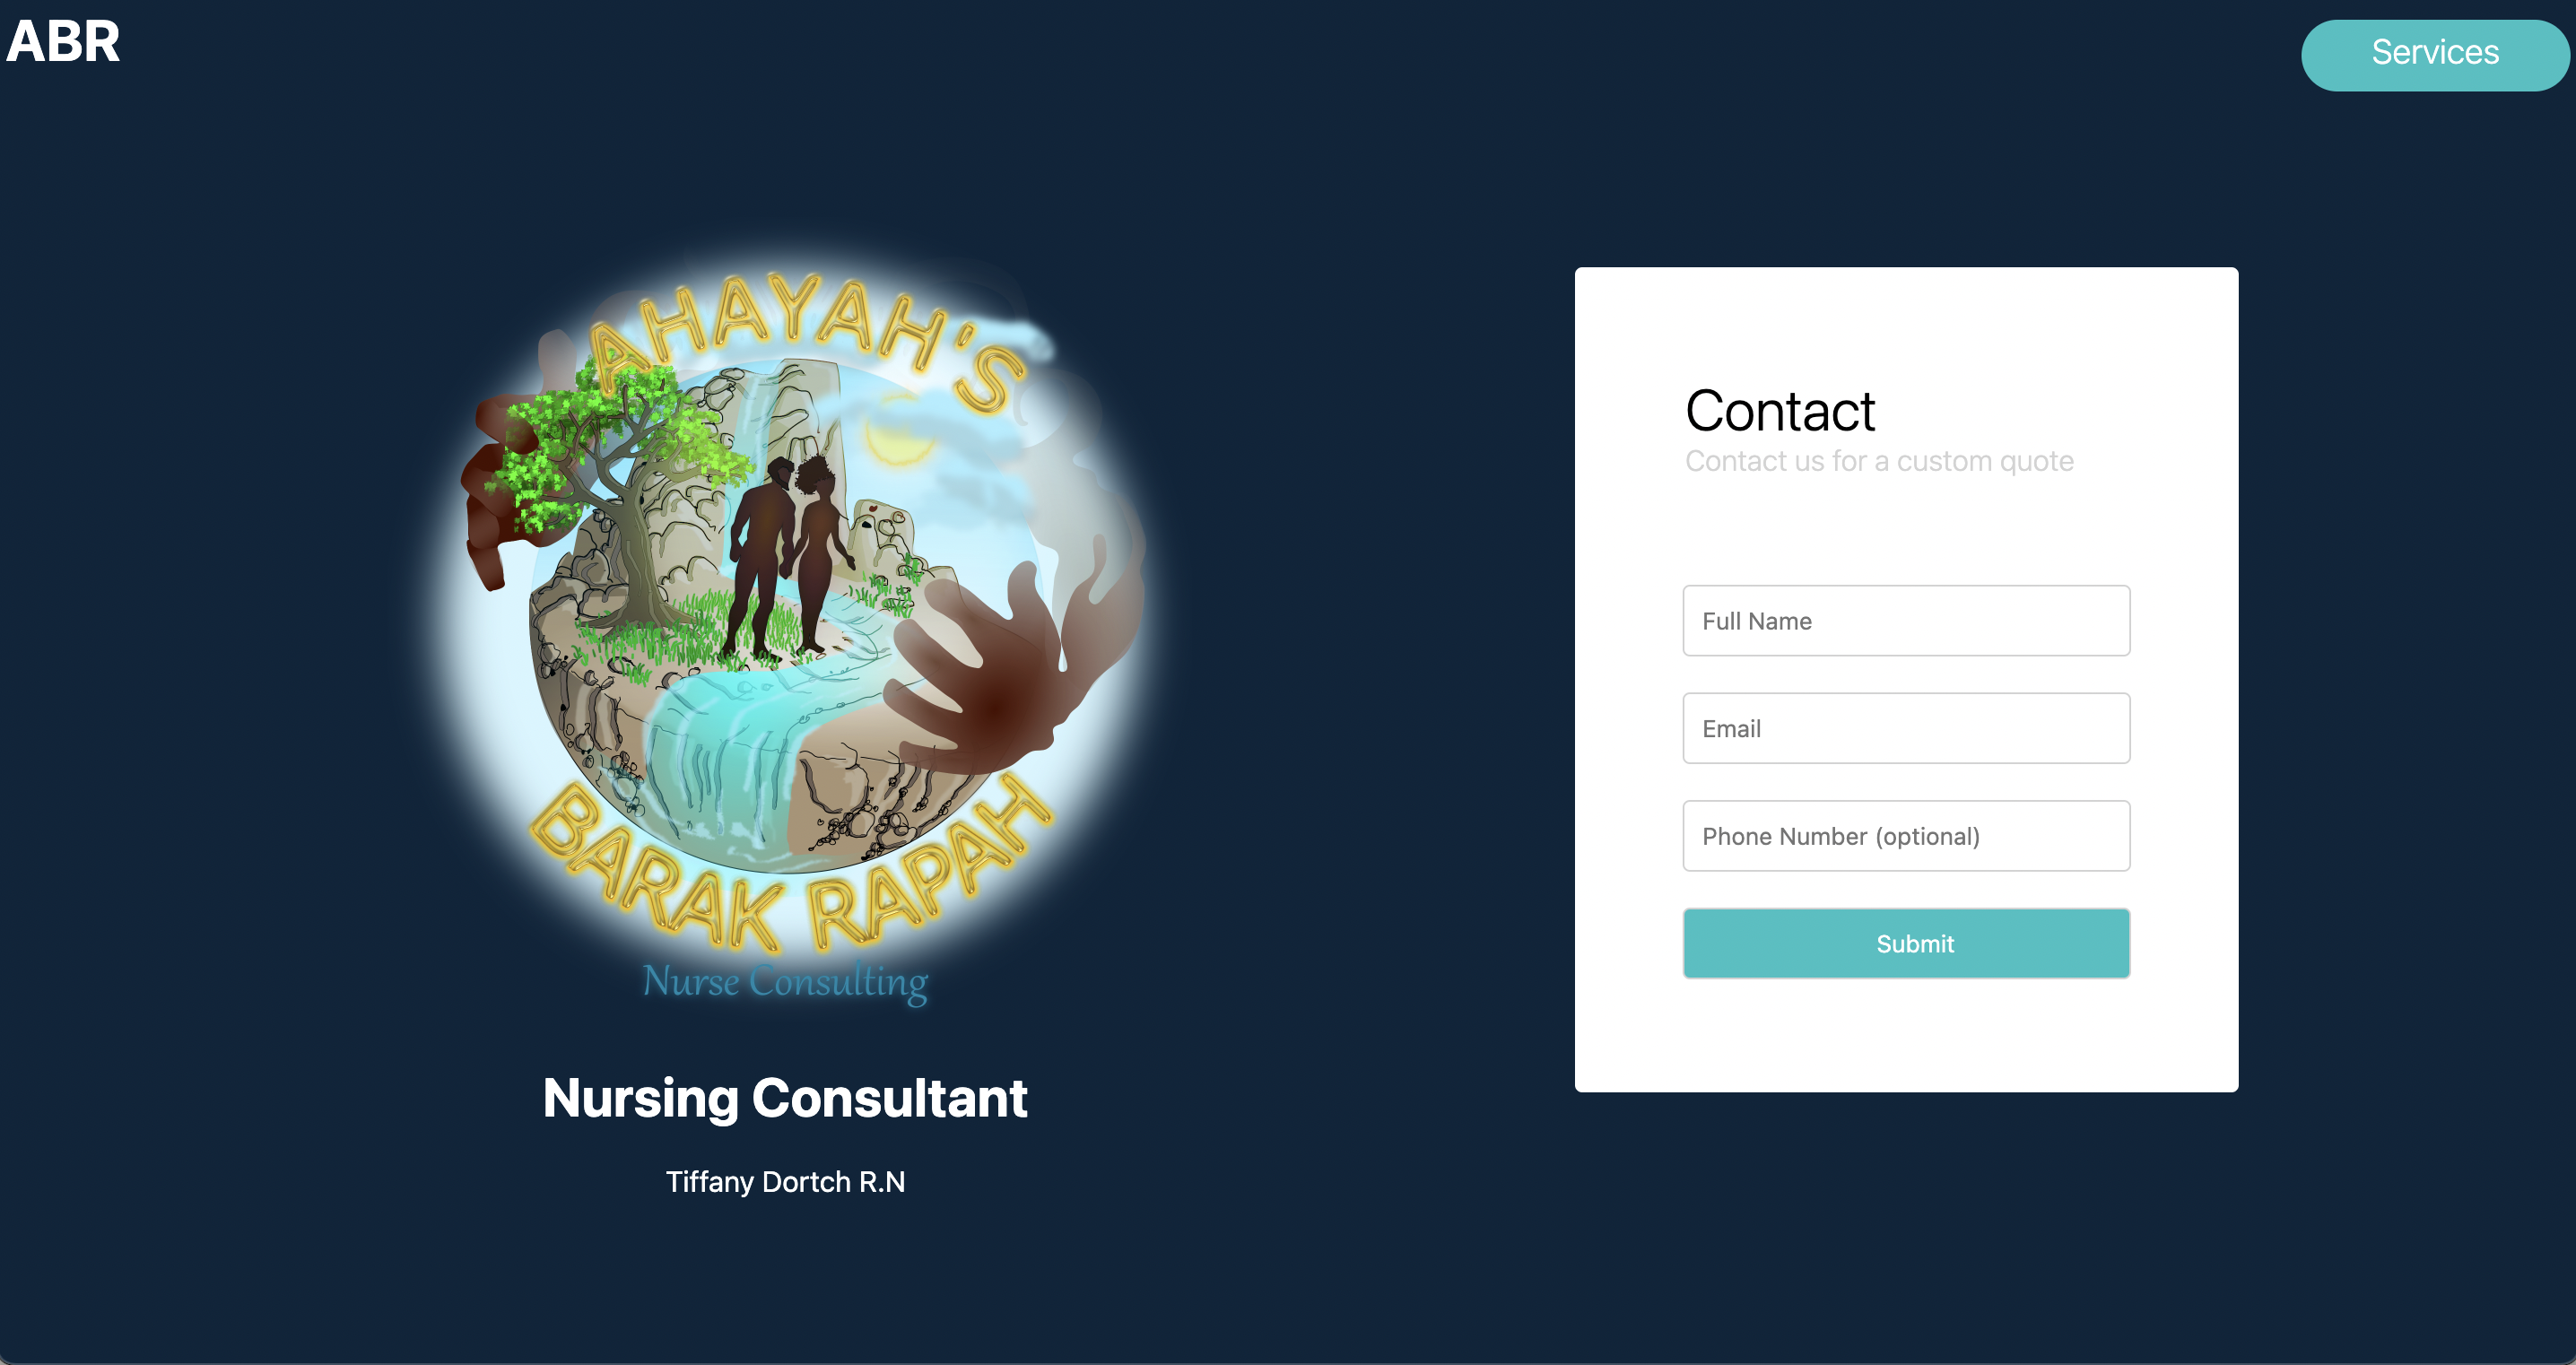 ABR
Services
AHAYAH'S
BARAK RAPAH
Nurse Consulting
Nursing Consultant
Tiffany Dortch R.N
Contact
Contact us for a custom quote
Full Name
Email
Phone Number (optional)
Submit